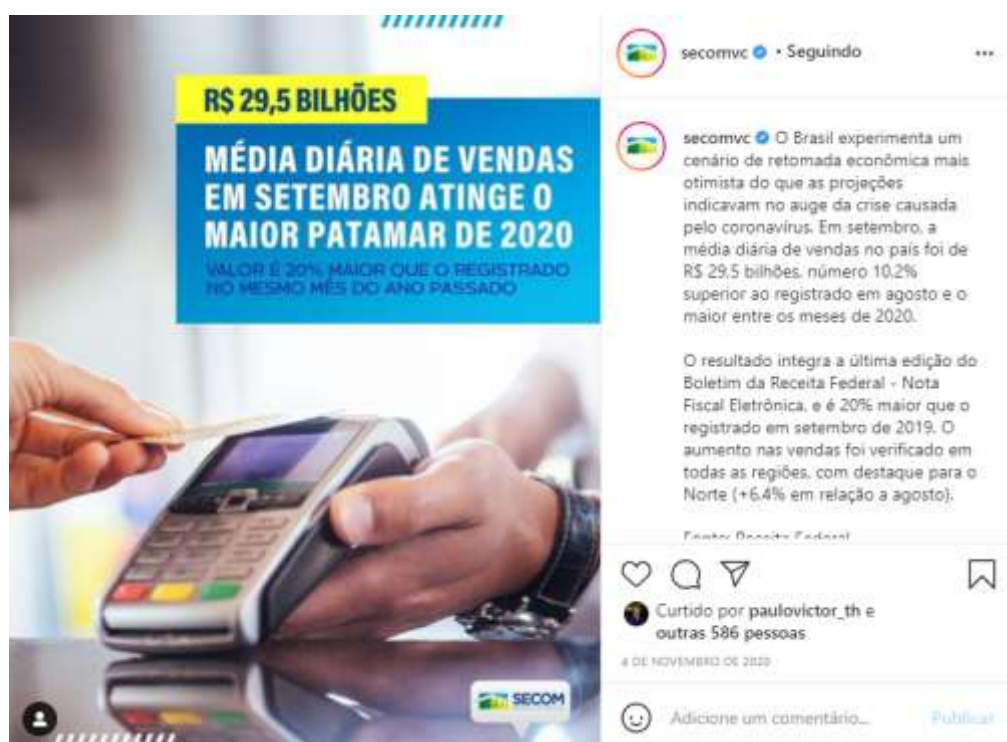 R$ 29,5 BILHÕES
MÉDIA DIÁRIA DE VENDAS
EM SETEMBRO ATINGE O
MAIOR PATAMAR DE 2020
VALOR É 20% MAIOR QUE O REGISTRADO
NO MESMO MÊS DO ANO PASSADO
SECOM
secomvc • Seguindo
secomvc O Brasil experimenta um
cenário de retomada econômica mais
otimista do que as projeções
indicavam no auge da crise causada
pelo coronavírus. Em setembro, a
média diária de vendas no país foi de
R$ 29,5 bilhões, número 10,2%
superior ao registrado em agosto e o
maior entre os meses de 2020.
O resultado integra a última edição do
Boletim da Receita Federal - Nota
Fiscal Eletrônica, e é 20% maior que o
registrado em setembro de 2019. O
aumento nas vendas foi verificado em
todas as regiões, com destaque para o
Norte (+6,4% em relação a agosto).
Fonte: Receita Federal
Curtido por paulovictor_th e
outras 586 pessoas
4 DE NOVEMBRO DE 2020
Adicione um comentário... Publicar